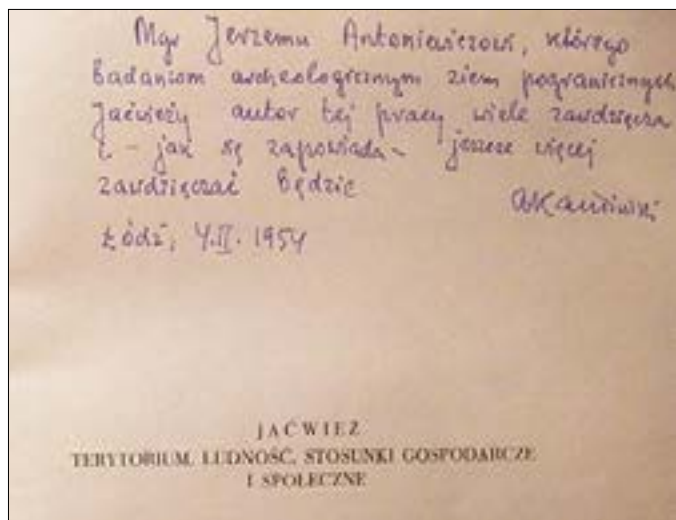 Mgr Jerzemu Antoniewiczowi, którego
badaniom archeologicznym ziem pogranicznych
Jaćwieży autor tej pracy wiele zawdzięcza
i – jak się zapowiada – jeszcze więcej
zawdzięczać będzie
AKamiński
Łódź, 4.II.1954
JAĆWIEŻ
TERYTORIUM, LUDNOŚĆ, STOSUNKI GOSPODARCZE
I SPOŁECZNE